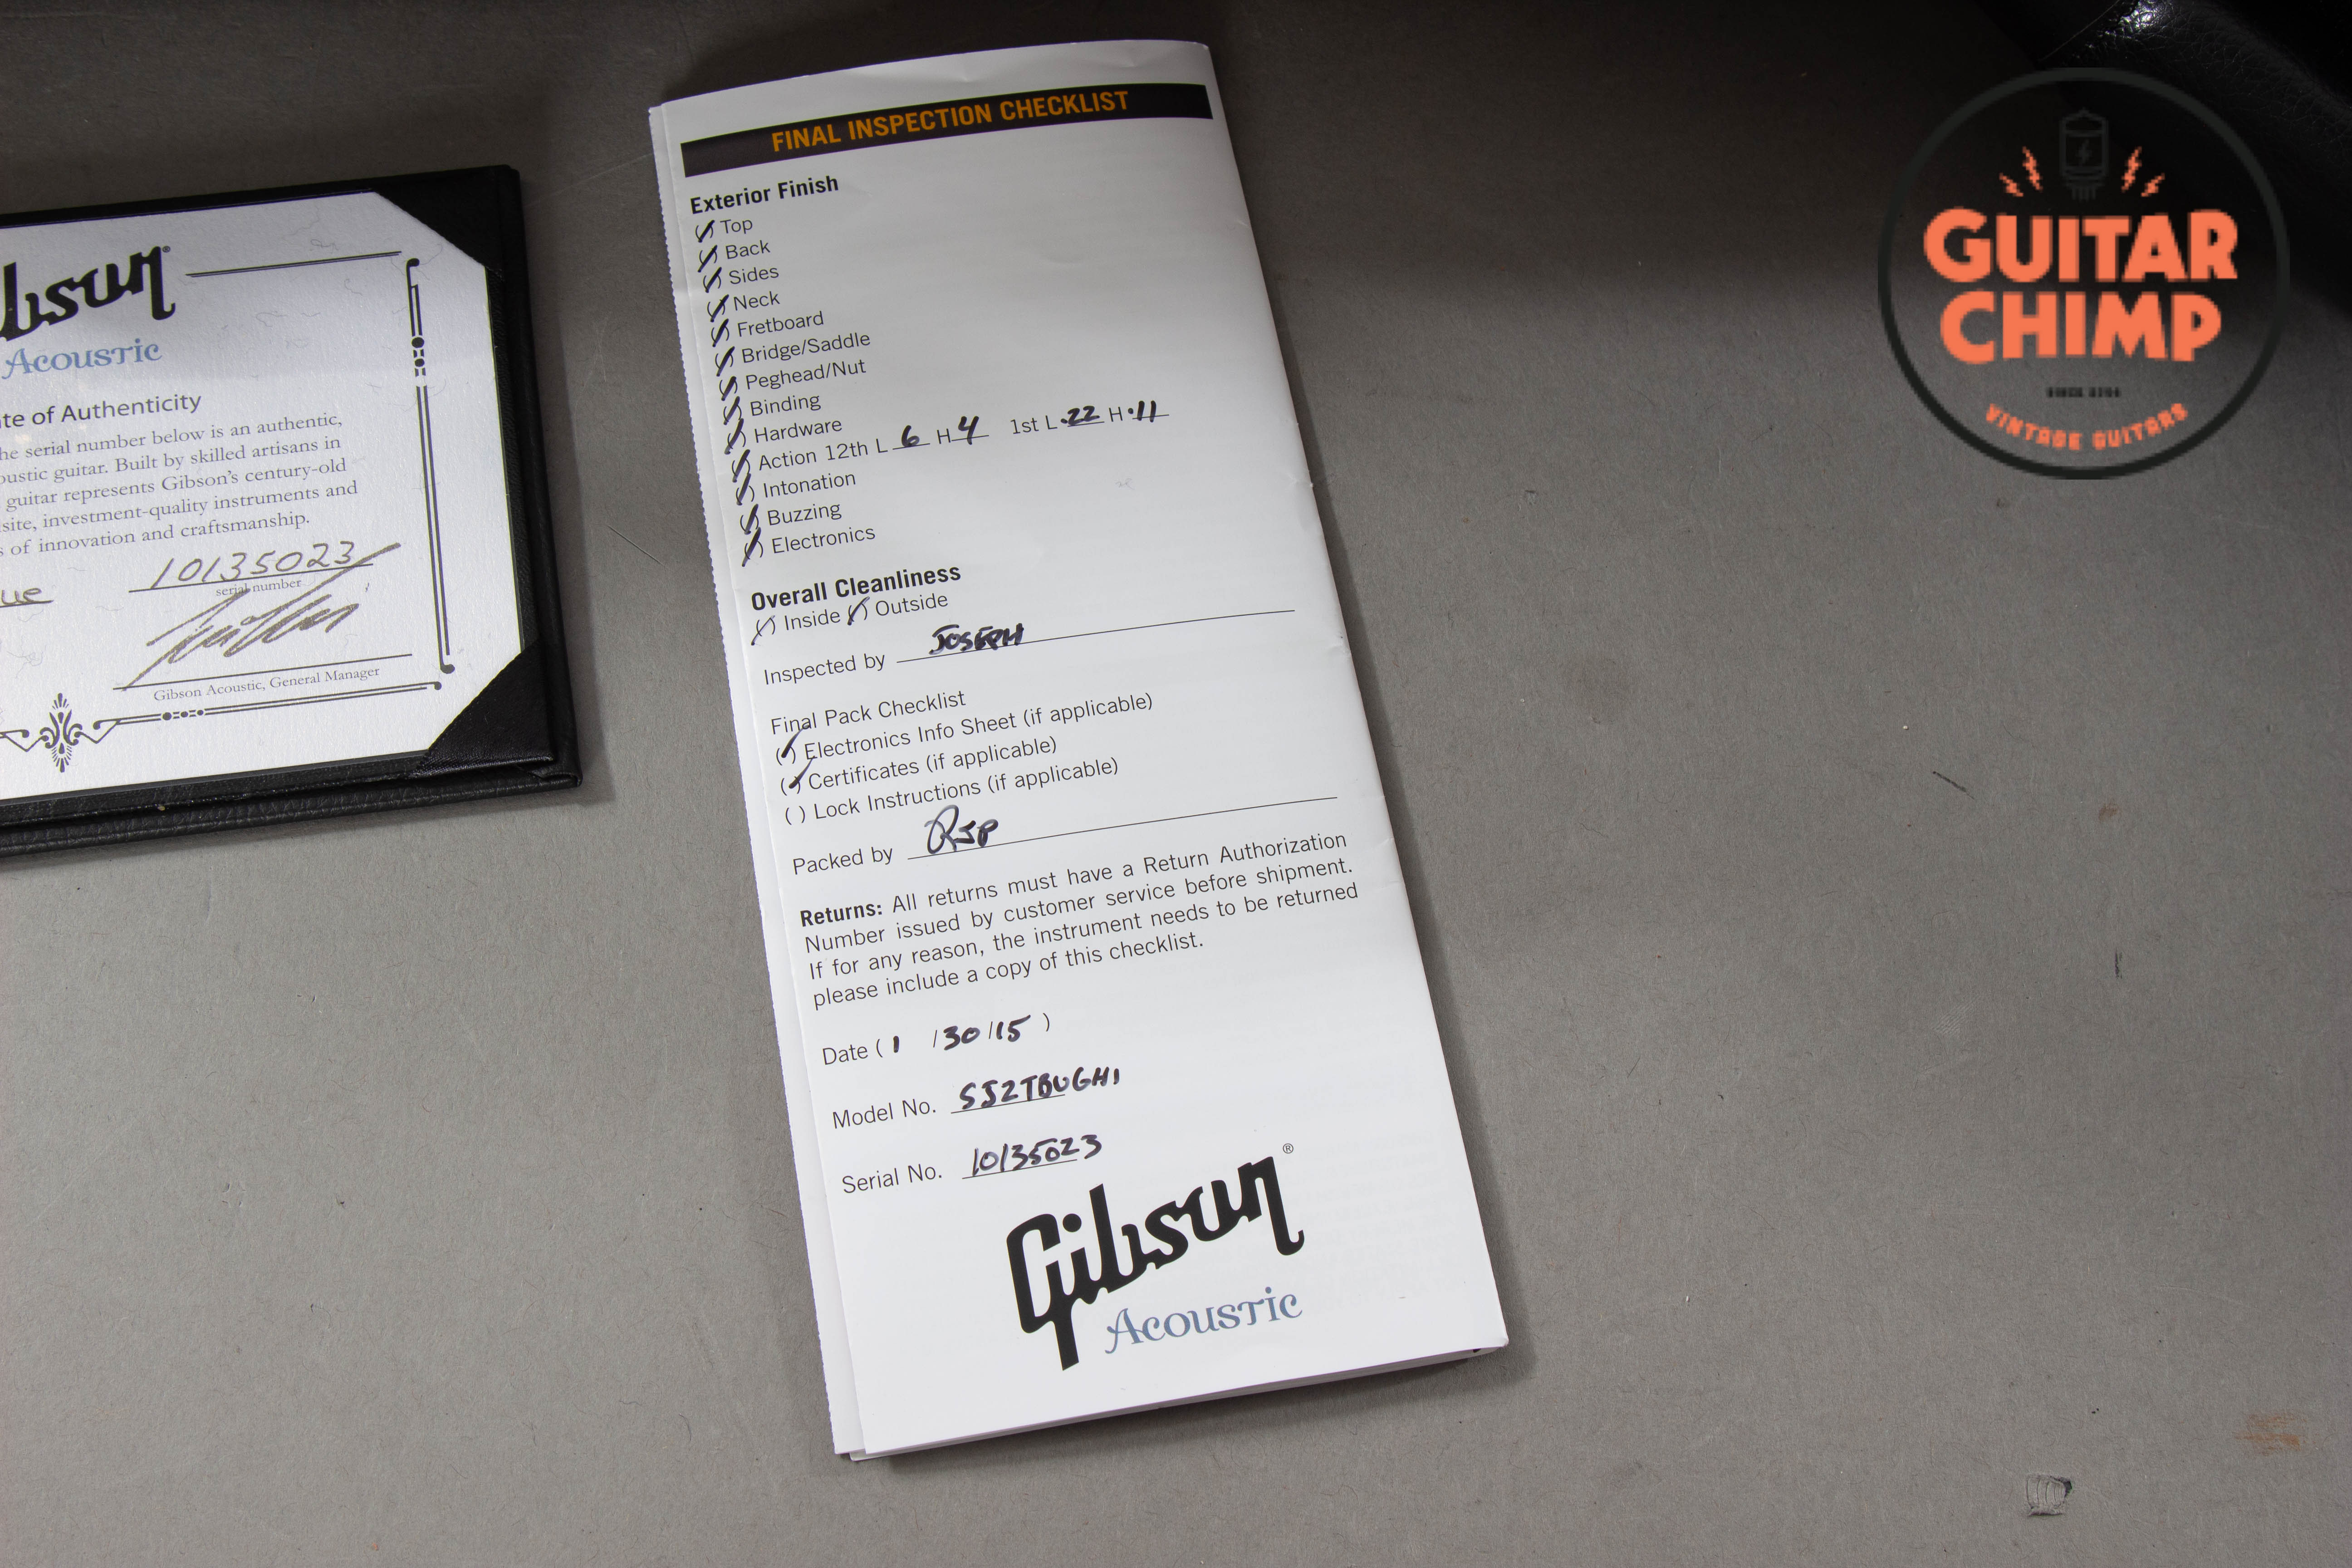 Gibson
Acoustic
te of Authenticity
he serial number below is an authentic,
oustic guitar. Built by skilled artisans in
guitar represents Gibson's century-old
site, investment-quality instruments and
s of innovation and craftsmanship.
ue
10135023
serial number
Gibson Acoustic, General Manager
FINAL INSPECTION CHECKLIST
Exterior Finish
Top
Back
Sides
Neck
Fretboard
Bridge/Saddle
Peghead/Nut
Binding
Hardware
Action 12th L 6 H 4 1st L .22 H .11
Intonation
Buzzing
Electronics
Overall Cleanliness
Inside Outside
Inspected by JOSEPH
Final Pack Checklist
Electronics Info Sheet (if applicable)
Certificates (if applicable)
( ) Lock Instructions (if applicable)
Packed by RSP
Returns: All returns must have a Return Authorization
Number issued by customer service before shipment.
If for any reason, the instrument needs to be returned
please include a copy of this checklist.
Date ( 1 / 30 / 15 )
Model No. SJ2TBUGH1
Serial No. 10135023
Gibson®
Acoustic
GUITAR
CHIMP
VINTAGE GUITARS